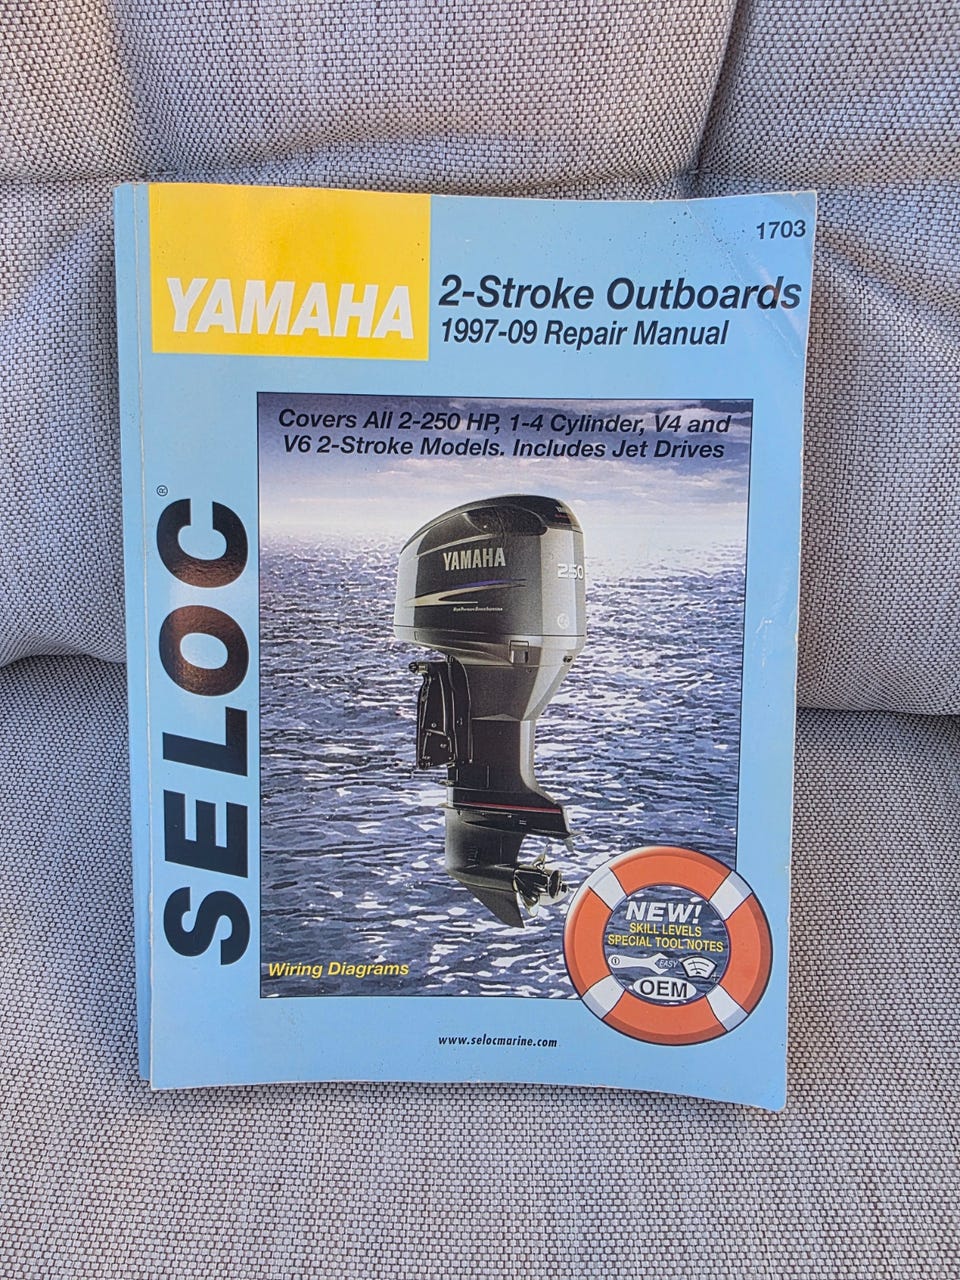 1703
YAMAHA
2-Stroke Outboards
1997-09 Repair Manual
Covers All 2-250 HP, 1-4 Cylinder, V4 and
V6 2-Stroke Models. Includes Jet Drives
SELOC®
YAMAHA
250
NEW!
SKILL LEVELS
SPECIAL TOOL NOTES
EASY
OEM
Wiring Diagrams
www.selocmarine.com